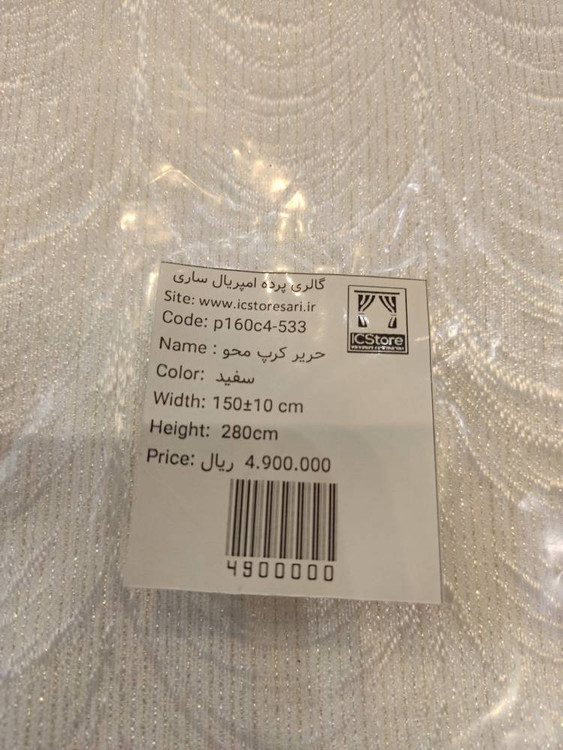 گالری پرده امپریال ساری
Site: www.icstoresari.ir
Code: p160c4-533
Name : حریر کرپ محو
Color: سفید
Width: 150±10 cm
Height: 280cm
Price: ریال 4.900.000
ICStore
4900000